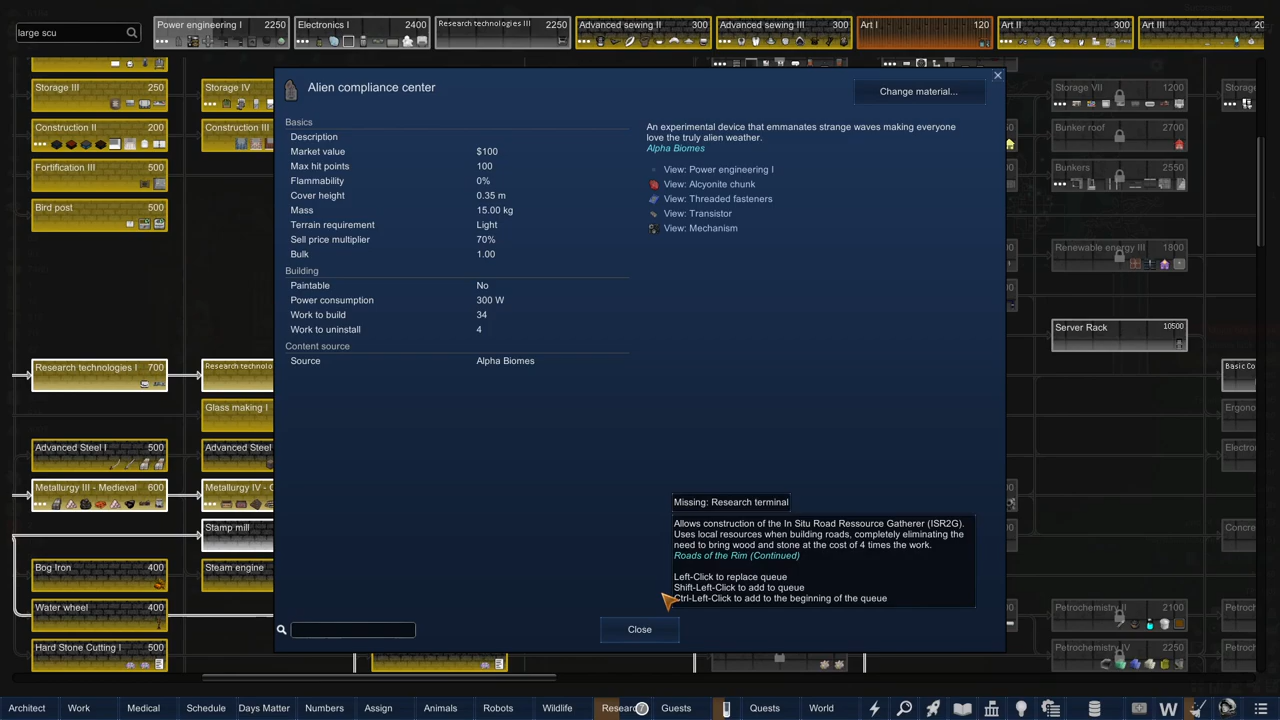 large scu
Power engineering I 2250
Electronics I 2400
Research technologies III 2250
Advanced sewing II 300
Advanced sewing III 300
Art I 120
Art II 300
Art III
Storage III 250
Storage IV
Construction II 200
Construction III
Fortification III 500
Bird post 500
Research technologies I 700
Research technolo
Glass making I
Advanced Steel I 500
Advanced Steel
Metallurgy III - Medieval 600
Metallurgy IV - C
Stamp mill
Bog Iron 400
Steam engine
Water wheel 400
Hard Stone Cutting I 500
Storage VII 1200
Storage
Bunker roof 2700
Bunkers 2550
Renewable energy III 1800
Server Rack 10500
Basic Co
Ergono
Electro
Concre
Petrochemistry II 2100
Petroch
Petrochemistry IV 2250
Petroch
Alien compliance center
Change material...
Basics
Description
Market value $100
Max hit points 100
Flammability 0%
Cover height 0.35 m
Mass 15.00 kg
Terrain requirement Light
Sell price multiplier 70%
Bulk 1.00
Building
Paintable No
Power consumption 300 W
Work to build 34
Work to uninstall 4
Content source
Source Alpha Biomes
An experimental device that emmanates strange waves making everyone
love the truly alien weather.
Alpha Biomes
View: Power engineering I
View: Alcyonite chunk
View: Threaded fasteners
View: Transistor
View: Mechanism
Missing: Research terminal
Allows construction of the In Situ Road Ressource Gatherer (ISR2G).
Uses local resources when building roads, completely eliminating the
need to bring wood and stone at the cost of 4 times the work.
Roads of the Rim (Continued)
Left-Click to replace queue
Shift-Left-Click to add to queue
Ctrl-Left-Click to add to the beginning of the queue
Close
Architect
Work
Medical
Schedule
Days Matter
Numbers
Assign
Animals
Robots
Wildlife
Resear
Guests
Quests
World